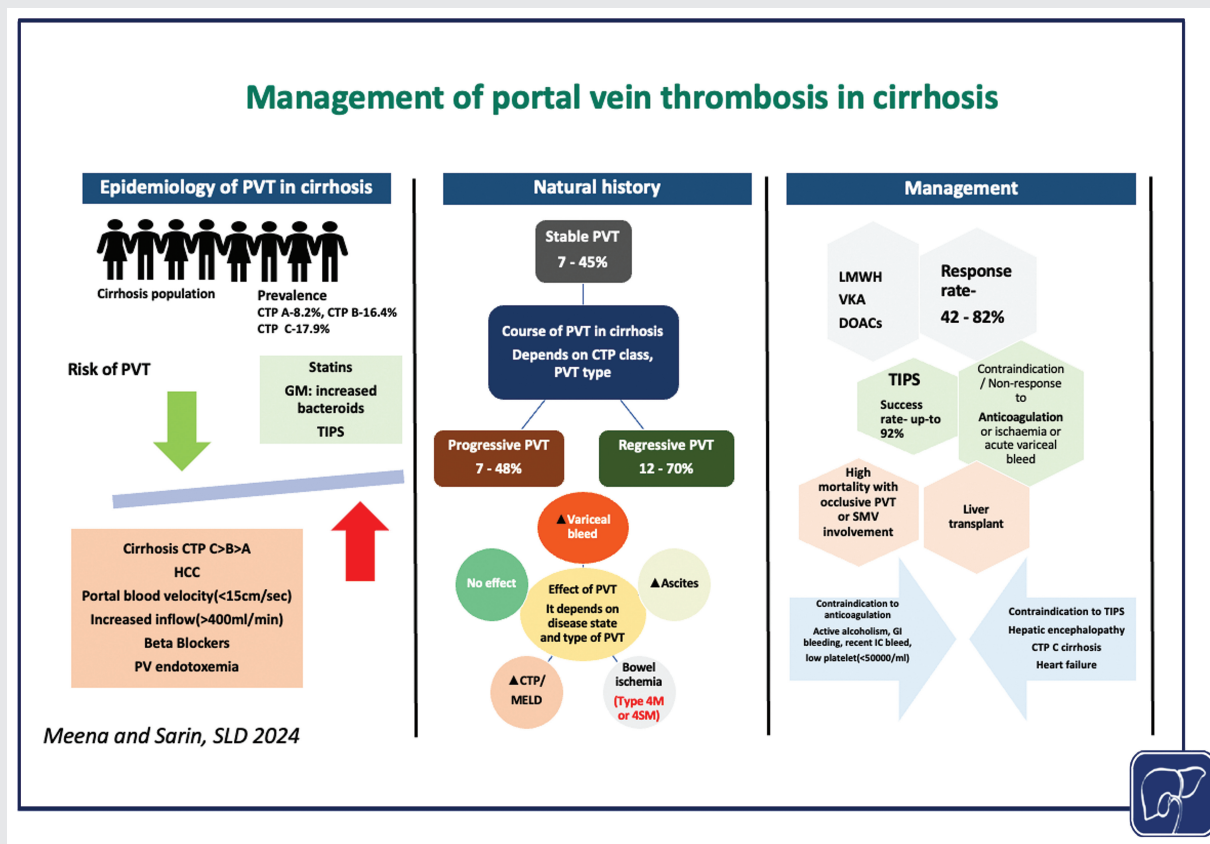 Management of portal vein thrombosis in cirrhosis
Epidemiology of PVT in cirrhosis
Cirrhosis population
Prevalence
CTP A-8.2%, CTP B-16.4%
CTP C-17.9%
Risk of PVT
Statins
GM: increased
bacteroids
TIPS
Cirrhosis CTP C>B>A
HCC
Portal blood velocity(<15cm/sec)
Increased inflow(>400ml/min)
Beta Blockers
PV endotoxemia
Meena and Sarin, SLD 2024
Natural history
Stable PVT
7 - 45%
Course of PVT in cirrhosis
Depends on CTP class,
PVT type
Progressive PVT
7 - 48%
Regressive PVT
12 - 70%
▲Variceal
bleed
No effect
▲Ascites
Effect of PVT
It depends on
disease state
and type of PVT
▲CTP/
MELD
Bowel
ischemia
(Type 4M
or 4SM)
Management
LMWH
VKA
DOACs
Response
rate-
42 - 82%
TIPS
Success
rate- up-to
92%
Contraindication
/ Non-response
to
Anticoagulation
or ischaemia or
acute variceal
bleed
High
mortality with
occlusive PVT
or SMV
involvement
Liver
transplant
Contraindication to
anticoagulation
Active alcoholism, GI
bleeding, recent IC bleed,
low platelet(<50000/ml)
Contraindication to TIPS
Hepatic encephalopathy
CTP C cirrhosis
Heart failure